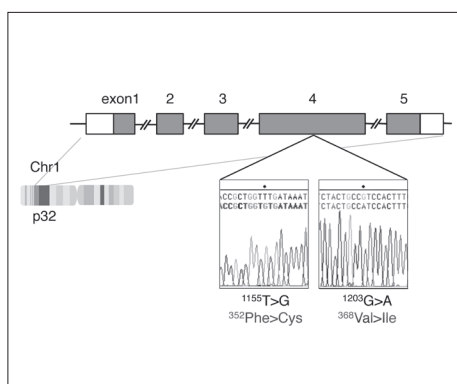 exon1 2 3 4 5
Chr1
p32
ACCGCTGGTTTGATAAAT CTACTGCCGTCCACTTT
ACCGCTGGTGTGATAAAT CTACTGCCATCCACTTT
1155T>G 1203G>A
352Phe>Cys 368Val>Ile